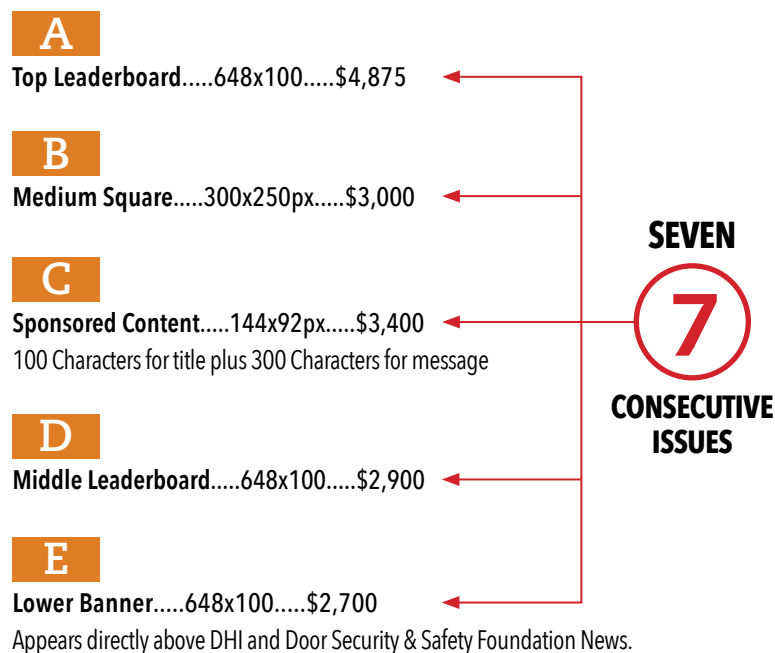 A
Top Leaderboard.....648x100.....$4,875
B
Medium Square.....300x250px.....$3,000
C
Sponsored Content.....144x92px.....$3,400
100 Characters for title plus 300 Characters for message
D
Middle Leaderboard.....648x100.....$2,900
E
Lower Banner.....648x100.....$2,700
Appears directly above DHI and Door Security & Safety Foundation News.
SEVEN
7
CONSECUTIVE
ISSUES